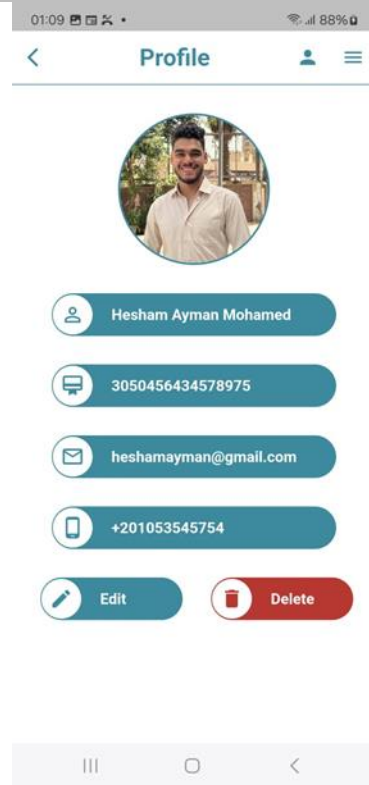 01:09 88%
Profile
Hesham Ayman Mohamed
3050456434578975
heshamayman@gmail.com
+201053545754
Edit Delete